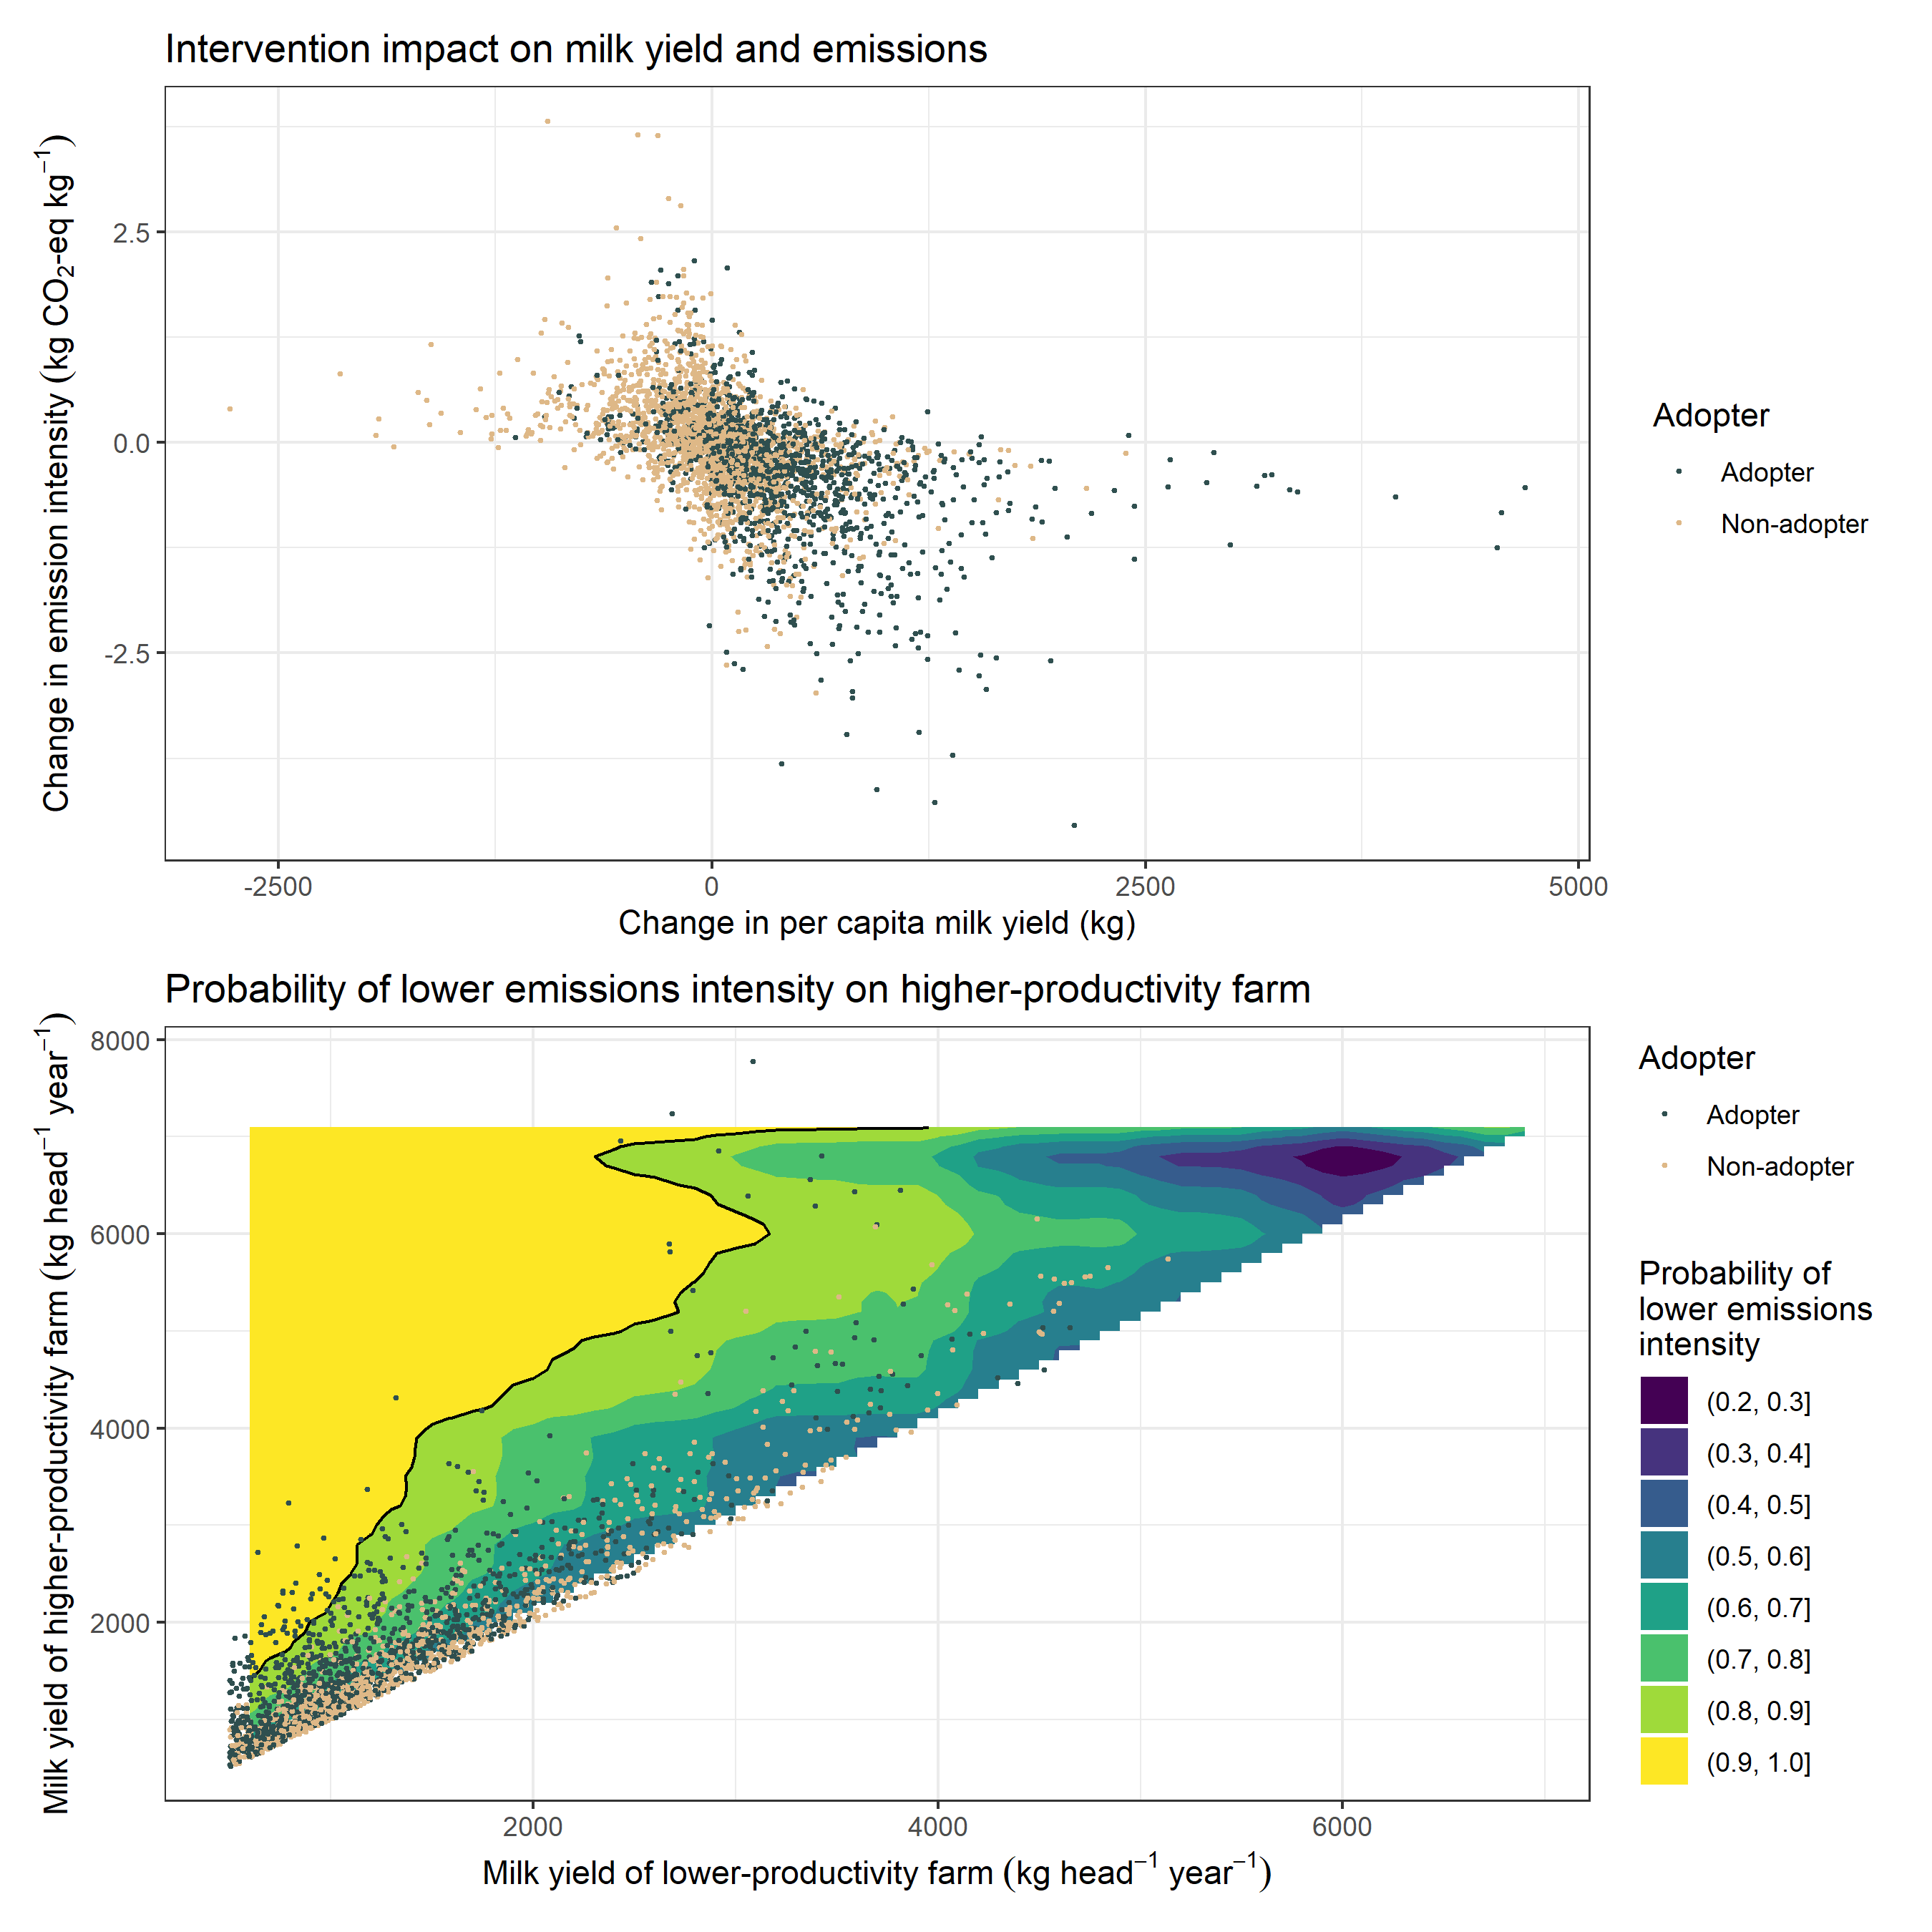 Intervention impact on milk yield and emissions
Change in emission intensity (kg CO₂-eq kg⁻¹)
2.5
0.0
-2.5
-2500
0
2500
5000
Change in per capita milk yield (kg)
Adopter
Adopter
Non-adopter
Probability of lower emissions intensity on higher-productivity farm
Milk yield of higher-productivity farm (kg head⁻¹ year⁻¹)
8000
6000
4000
2000
2000
4000
6000
Milk yield of lower-productivity farm (kg head⁻¹ year⁻¹)
Adopter
Adopter
Non-adopter
Probability of
lower emissions
intensity
(0.2, 0.3]
(0.3, 0.4]
(0.4, 0.5]
(0.5, 0.6]
(0.6, 0.7]
(0.7, 0.8]
(0.8, 0.9]
(0.9, 1.0]